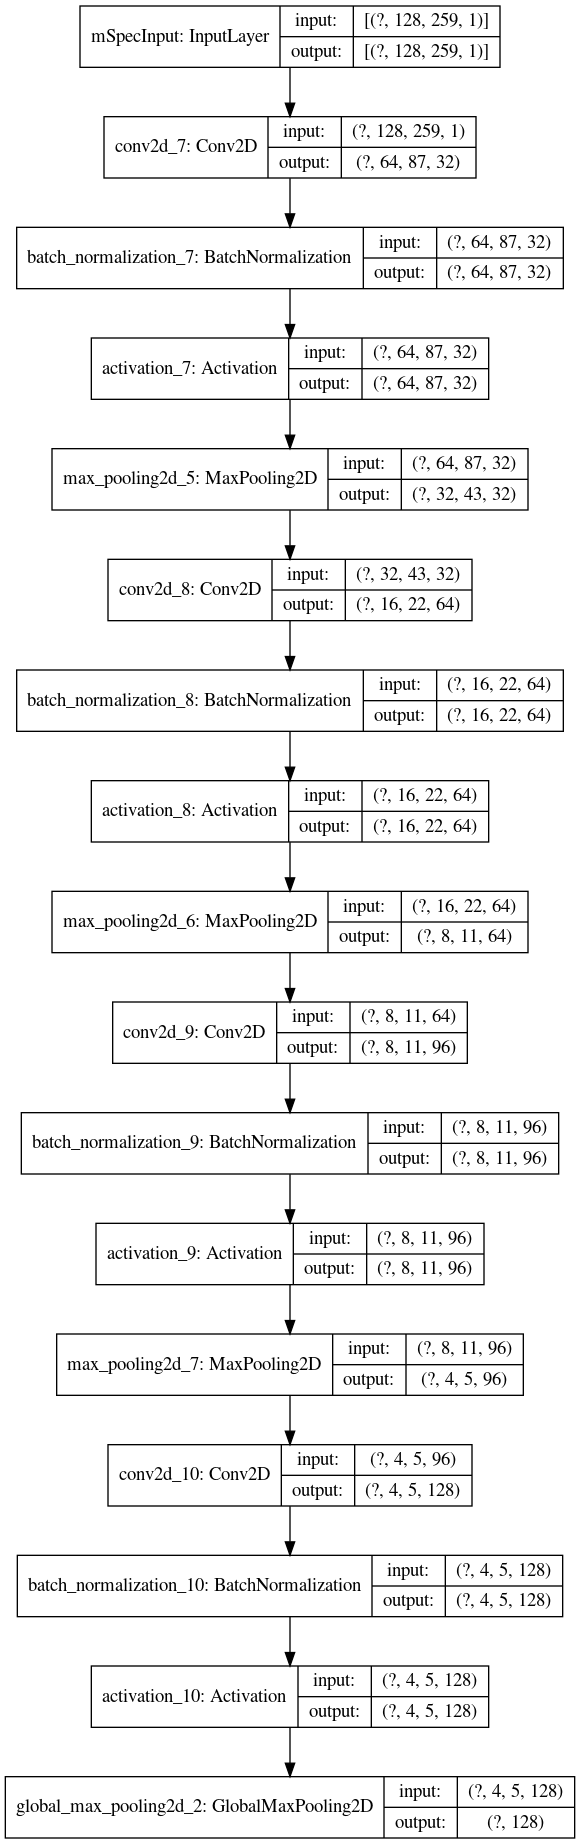 mSpecInput: InputLayer
input: [(?, 128, 259, 1)]
output: [(?, 128, 259, 1)]
conv2d_7: Conv2D
input: (?, 128, 259, 1)
output: (?, 64, 87, 32)
batch_normalization_7: BatchNormalization
input: (?, 64, 87, 32)
output: (?, 64, 87, 32)
activation_7: Activation
input: (?, 64, 87, 32)
output: (?, 64, 87, 32)
max_pooling2d_5: MaxPooling2D
input: (?, 64, 87, 32)
output: (?, 32, 43, 32)
conv2d_8: Conv2D
input: (?, 32, 43, 32)
output: (?, 16, 22, 64)
batch_normalization_8: BatchNormalization
input: (?, 16, 22, 64)
output: (?, 16, 22, 64)
activation_8: Activation
input: (?, 16, 22, 64)
output: (?, 16, 22, 64)
max_pooling2d_6: MaxPooling2D
input: (?, 16, 22, 64)
output: (?, 8, 11, 64)
conv2d_9: Conv2D
input: (?, 8, 11, 64)
output: (?, 8, 11, 96)
batch_normalization_9: BatchNormalization
input: (?, 8, 11, 96)
output: (?, 8, 11, 96)
activation_9: Activation
input: (?, 8, 11, 96)
output: (?, 8, 11, 96)
max_pooling2d_7: MaxPooling2D
input: (?, 8, 11, 96)
output: (?, 4, 5, 96)
conv2d_10: Conv2D
input: (?, 4, 5, 96)
output: (?, 4, 5, 128)
batch_normalization_10: BatchNormalization
input: (?, 4, 5, 128)
output: (?, 4, 5, 128)
activation_10: Activation
input: (?, 4, 5, 128)
output: (?, 4, 5, 128)
global_max_pooling2d_2: GlobalMaxPooling2D
input: (?, 4, 5, 128)
output: (?, 128)